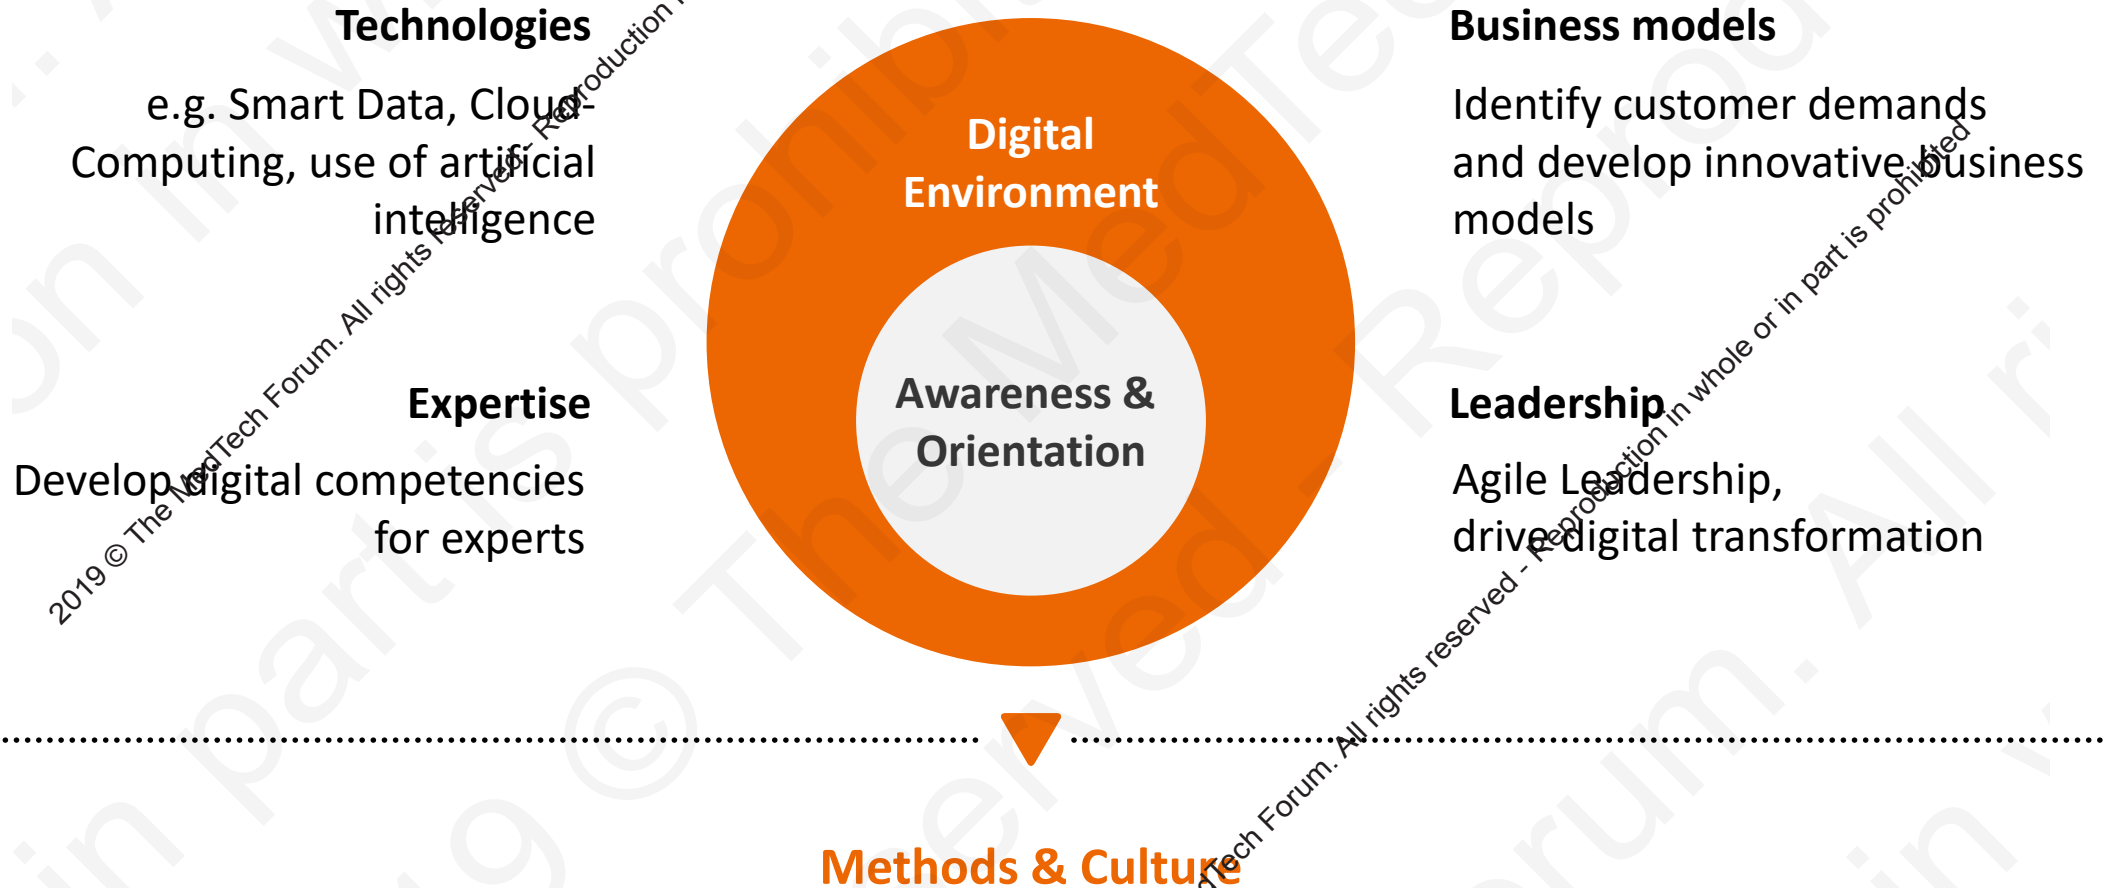 Technologies
e.g. Smart Data, Cloud-
Computing, use of artificial
intelligence
Expertise
Develop digital competencies
for experts
Digital
Environment
Awareness &
Orientation
Business models
Identify customer demands
and develop innovative business
models
Leadership
Agile Leadership,
drive digital transformation
Methods & Culture
2019 © The MedTech Forum. All rights reserved - Reproduction
Tech Forum. All rights reserved - Reproduction in whole or in part is prohibited